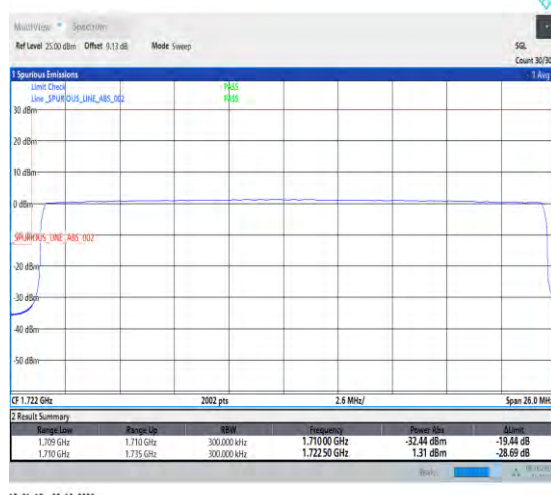 MultiView Spectrum
Ref Level 25.00 dBm Offset 9.13 dB Mode Sweep SGL
Count 30/30
1 Spurious Emissions 1 Avg
Limit Check PASS
Line _SPURIOUS_LINE_ABS_002 PASS
30 dBm
20 dBm
10 dBm
0 dBm
_SPURIOUS_LINE_ABS_002
-20 dBm
-30 dBm
-40 dBm
-50 dBm
CF 1.722 GHz 2002 pts 2.6 MHz/ Span 26.0 MHz
2 Result Summary
Range Low Range Up RBW Frequency Power Abs ΔLimit
1.709 GHz 1.710 GHz 300.000 kHz 1.710 00 GHz -32.44 dBm -19.44 dB
1.710 GHz 1.735 GHz 300.000 kHz 1.722 50 GHz 1.31 dBm -28.69 dB